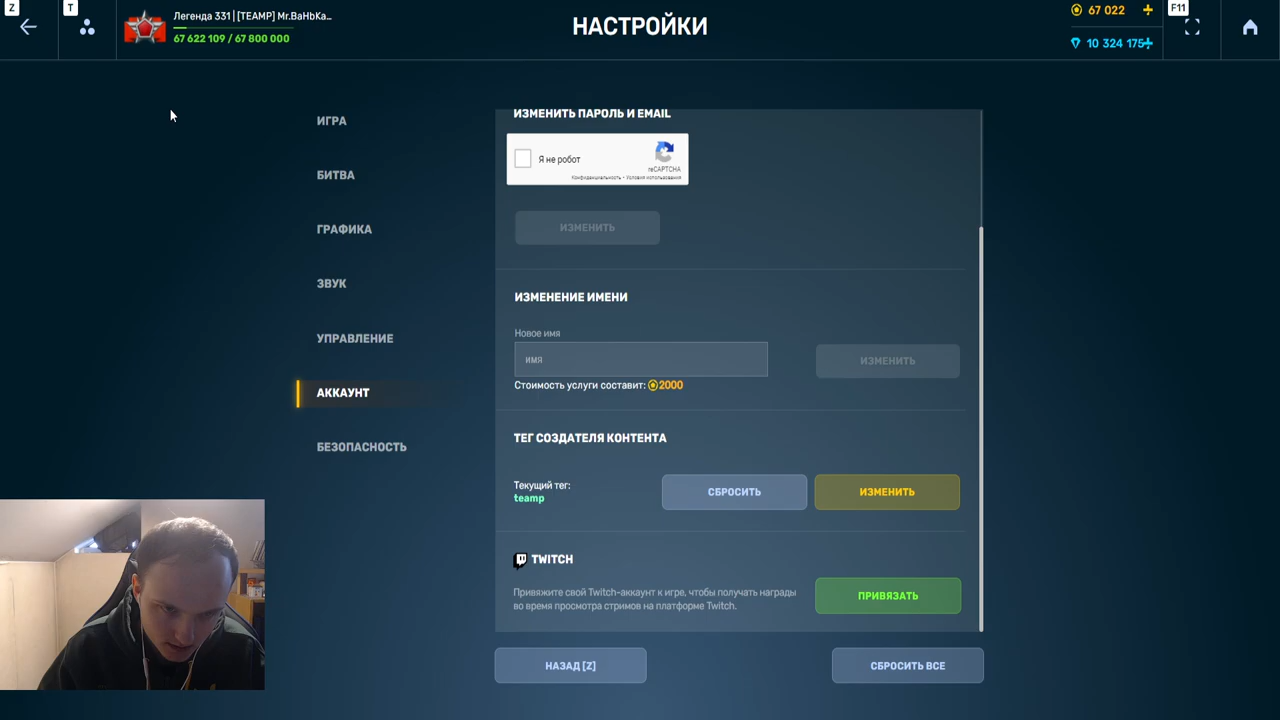 Z
T
Легенда 331 | [TEAMP] Mr.BaHbKa...
67 622 109 / 67 800 000
НАСТРОЙКИ
67 022
10 324 175
F11
ИГРА
БИТВА
ГРАФИКА
ЗВУК
УПРАВЛЕНИЕ
АККАУНТ
БЕЗОПАСНОСТЬ
ИЗМЕНИТЬ ПАРОЛЬ И EMAIL
Я не робот
reCAPTCHA
Конфиденциальность • Условия использования
ИЗМЕНИТЬ
ИЗМЕНЕНИЕ ИМЕНИ
Новое имя
имя
ИЗМЕНИТЬ
Стоимость услуги составит: 2000
ТЕГ СОЗДАТЕЛЯ КОНТЕНТА
Текущий тег:
teamp
СБРОСИТЬ
ИЗМЕНИТЬ
TWITCH
Привяжите свой Twitch-аккаунт к игре, чтобы получать награды
во время просмотра стримов на платформе Twitch.
ПРИВЯЗАТЬ
НАЗАД [Z]
СБРОСИТЬ ВСЕ